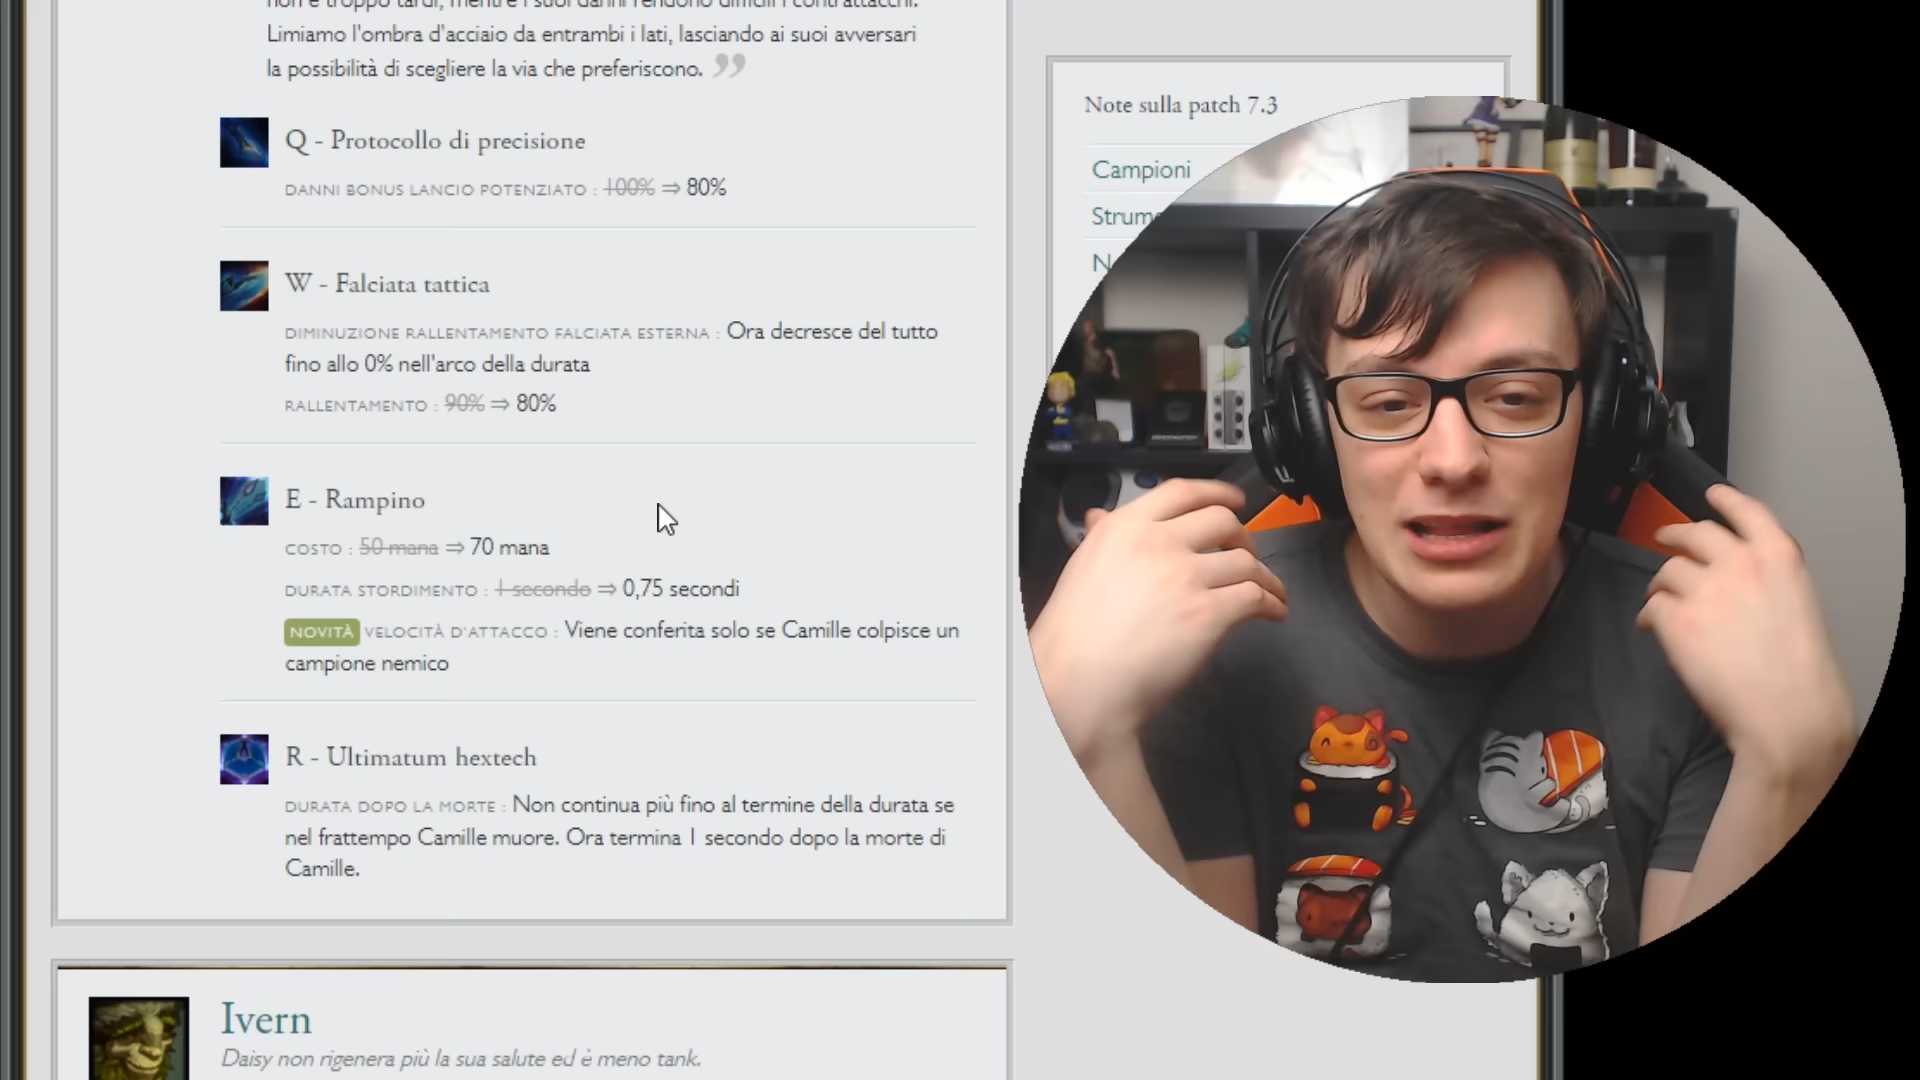 Limiamo l'ombra d'acciaio da entrambi i lati, lasciando ai suoi avversari
la possibilità di scegliere la via che preferiscono. ”
Q - Protocollo di precisione
DANNI BONUS LANCIO POTENZIATO : 100% ⇒ 80%
W - Falciata tattica
DIMINUZIONE RALLENTAMENTO FALCIATA ESTERNA : Ora decresce del tutto
fino allo 0% nell'arco della durata
RALLENTAMENTO : 90% ⇒ 80%
E - Rampino
COSTO : 50 mana ⇒ 70 mana
DURATA STORDIMENTO : 1 secondo ⇒ 0,75 secondi
NOVITÀ VELOCITÀ D'ATTACCO : Viene conferita solo se Camille colpisce un
campione nemico
R - Ultimatum hextech
DURATA DOPO LA MORTE : Non continua più fino al termine della durata se
nel frattempo Camille muore. Ora termina 1 secondo dopo la morte di
Camille.
Ivern
Daisy non rigenera più la sua salute ed è meno tank.
Note sulla patch 7.3
Campioni